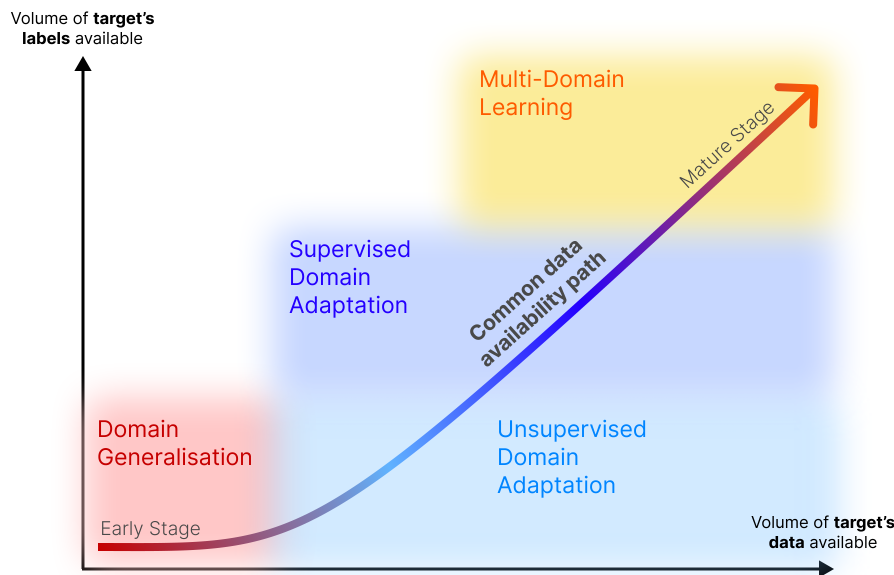 Volume of target's
labels available
Multi-Domain
Learning
Mature Stage
Supervised
Domain
Adaptation
Common data
availability path
Domain
Generalisation
Unsupervised
Domain
Adaptation
Early Stage
Volume of target's
data available